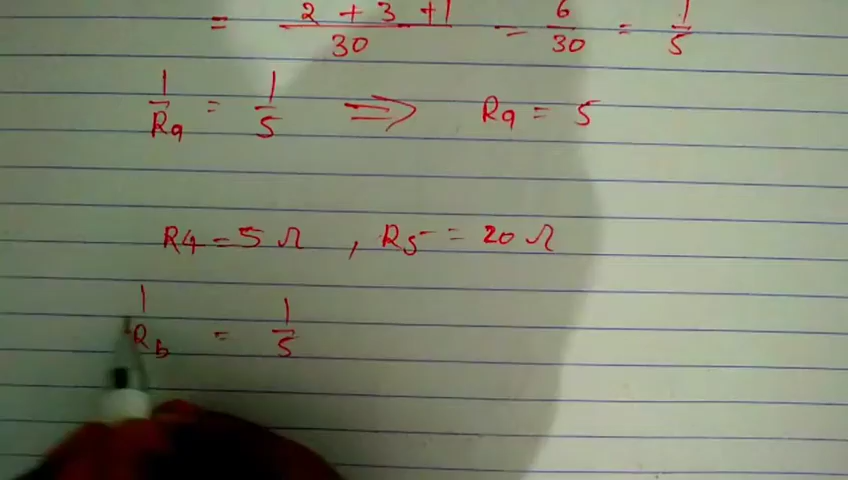 = 2 + 3 + 1 / 30 = 6 / 30 = 1 / 5
1 / Ra = 1 / 5 ⇒ Ra = 5
R4 = 5 Ω , R5 = 20 Ω
1 / Rb = 1 / 5